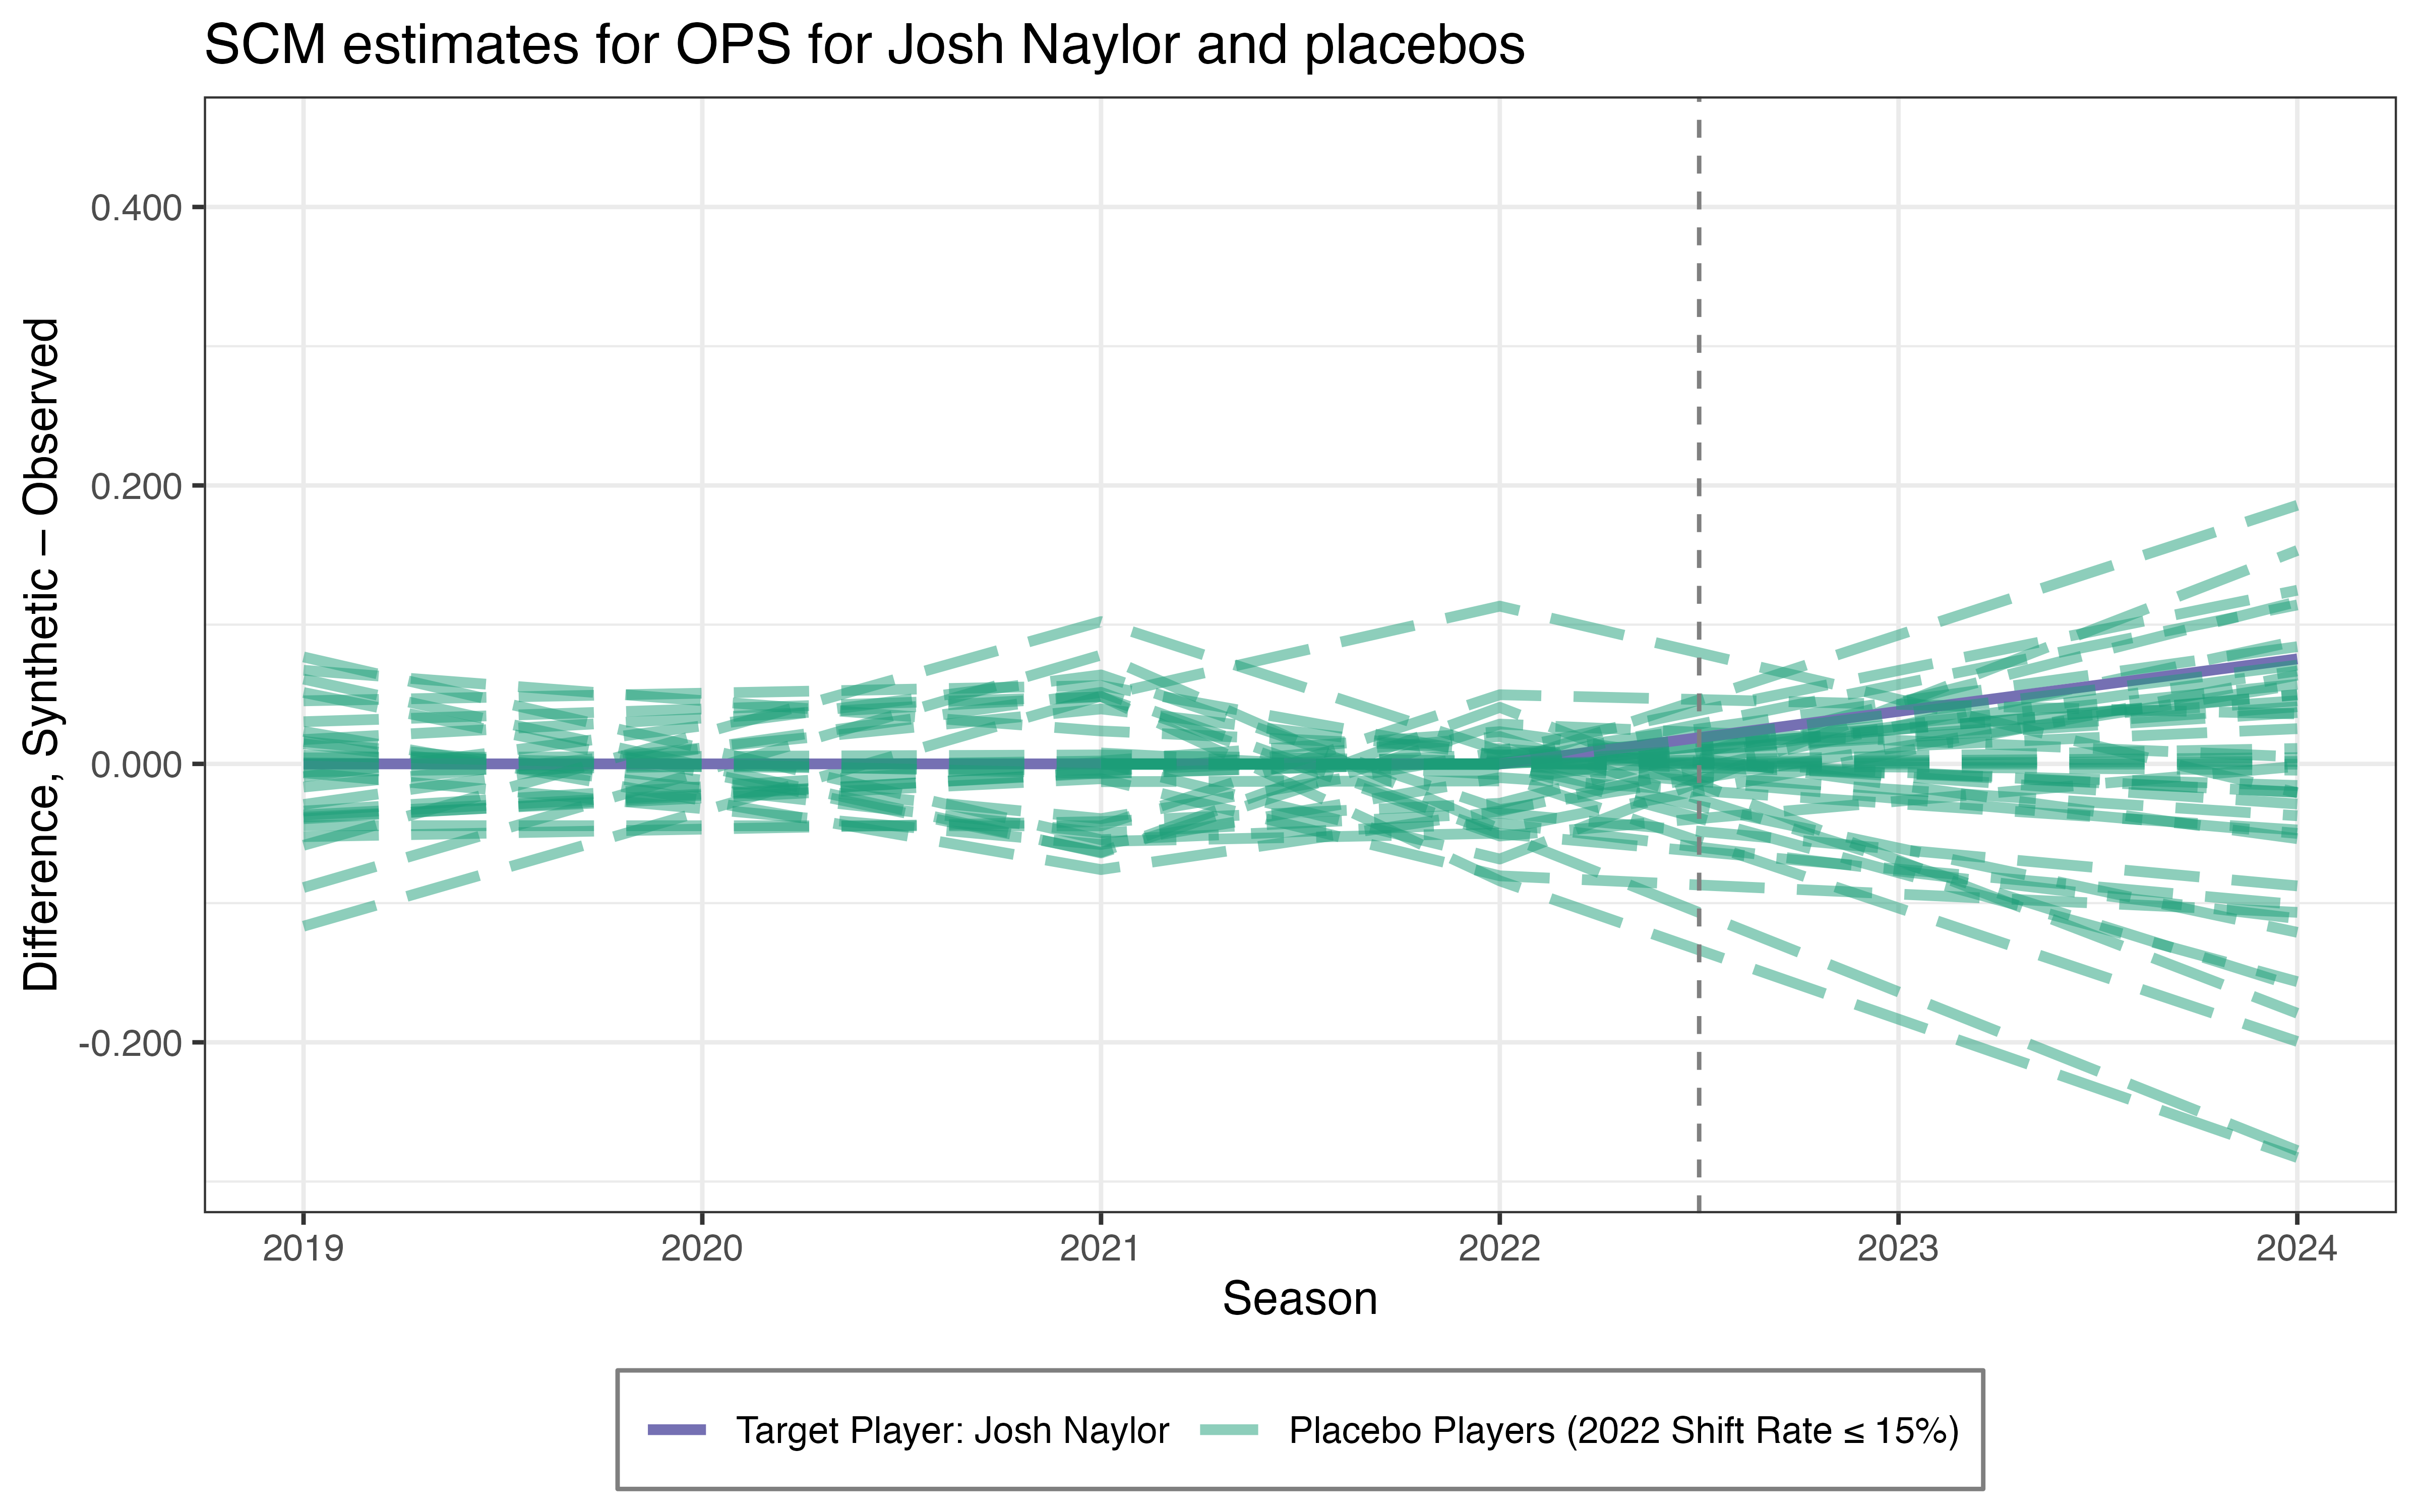 SCM estimates for OPS for Josh Naylor and placebos
Difference, Synthetic − Observed
0.400
0.200
0.000
-0.200
2019 2020 2021 2022 2023 2024
Season
Target Player: Josh Naylor Placebo Players (2022 Shift Rate ≤ 15%)